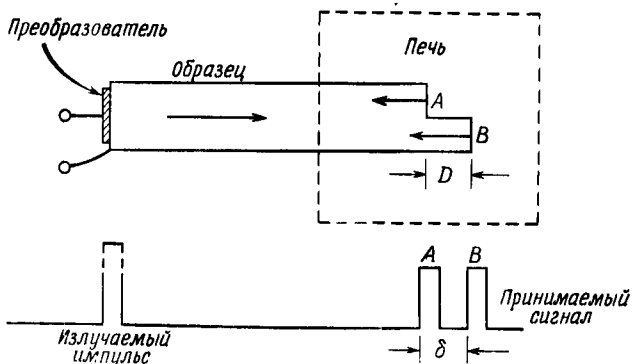 Преобразователь
Печь
Образец
A
B
D
A
B
Принимаемый
сигнал
Излучаемый
импульс
δ